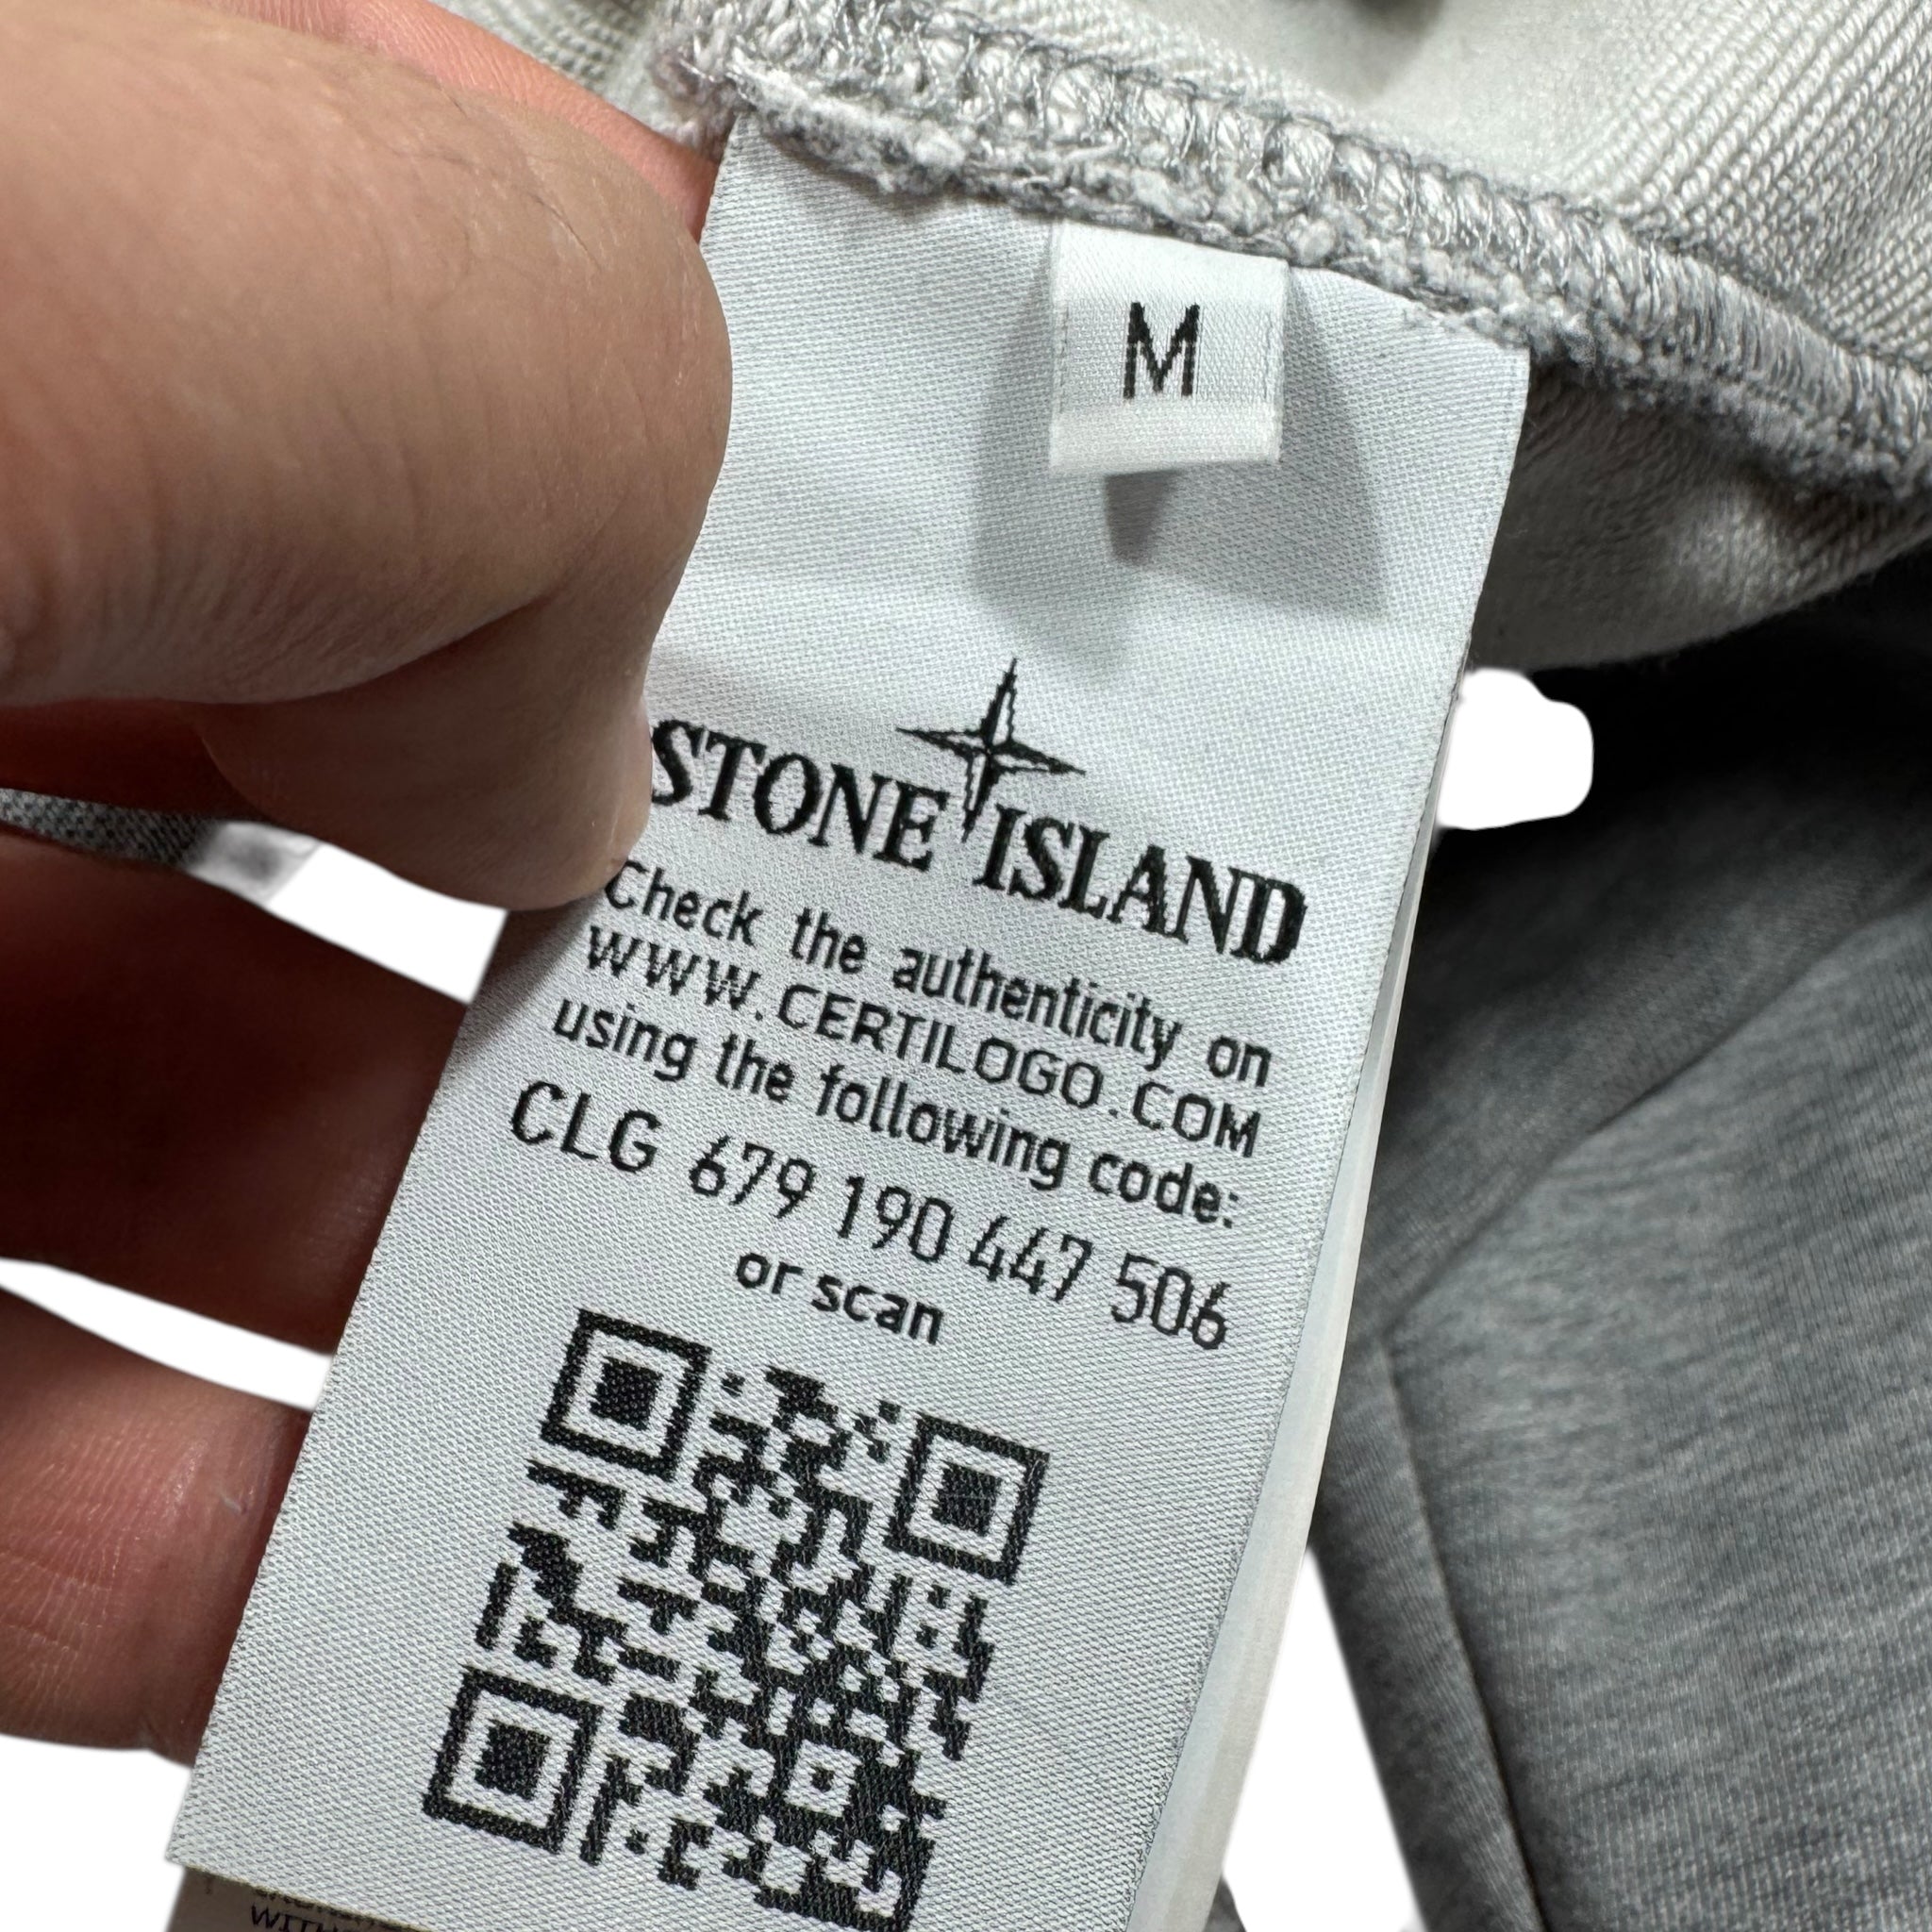 M
STONE ISLAND
Check the authenticity on
WWW.CERTILOGO.COM
using the following code:
CLG 679 190 447 506
or scan